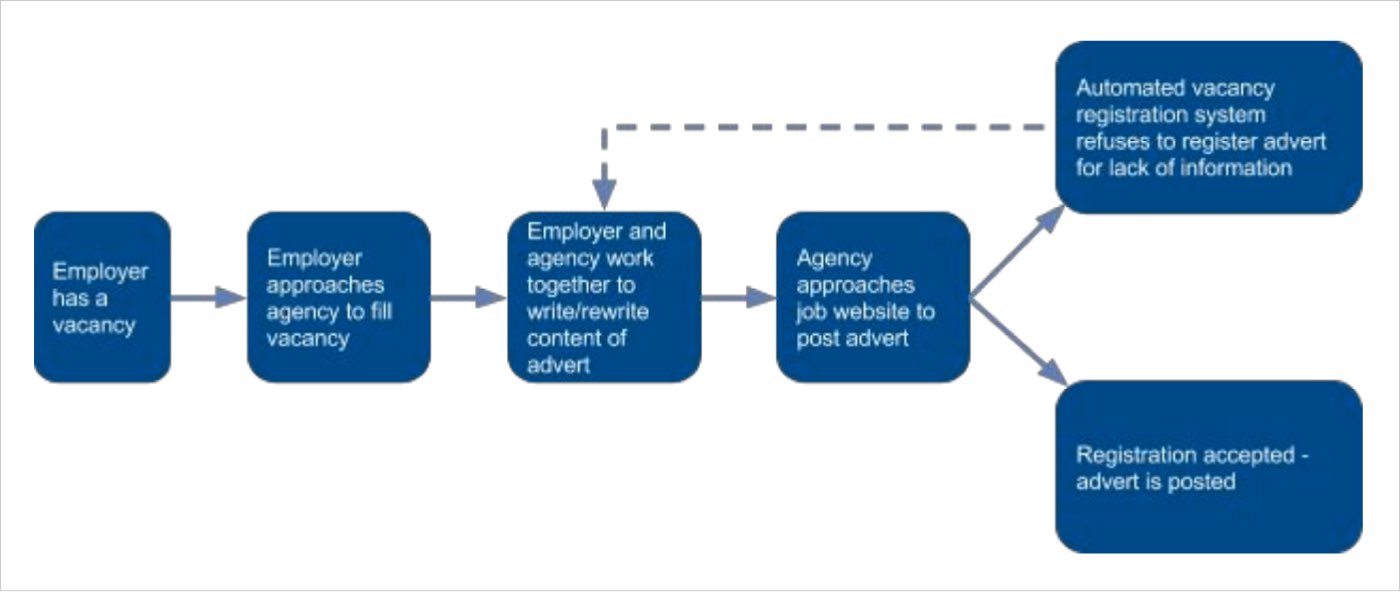 Employer
has a
vacancy
Employer
approaches
agency to fill
vacancy
Employer and
agency work
together to
write/rewrite
content of
advert
Agency
approaches
job website to
post advert
Automated vacancy
registration system
refuses to register advert
for lack of information
Registration accepted -
advert is posted